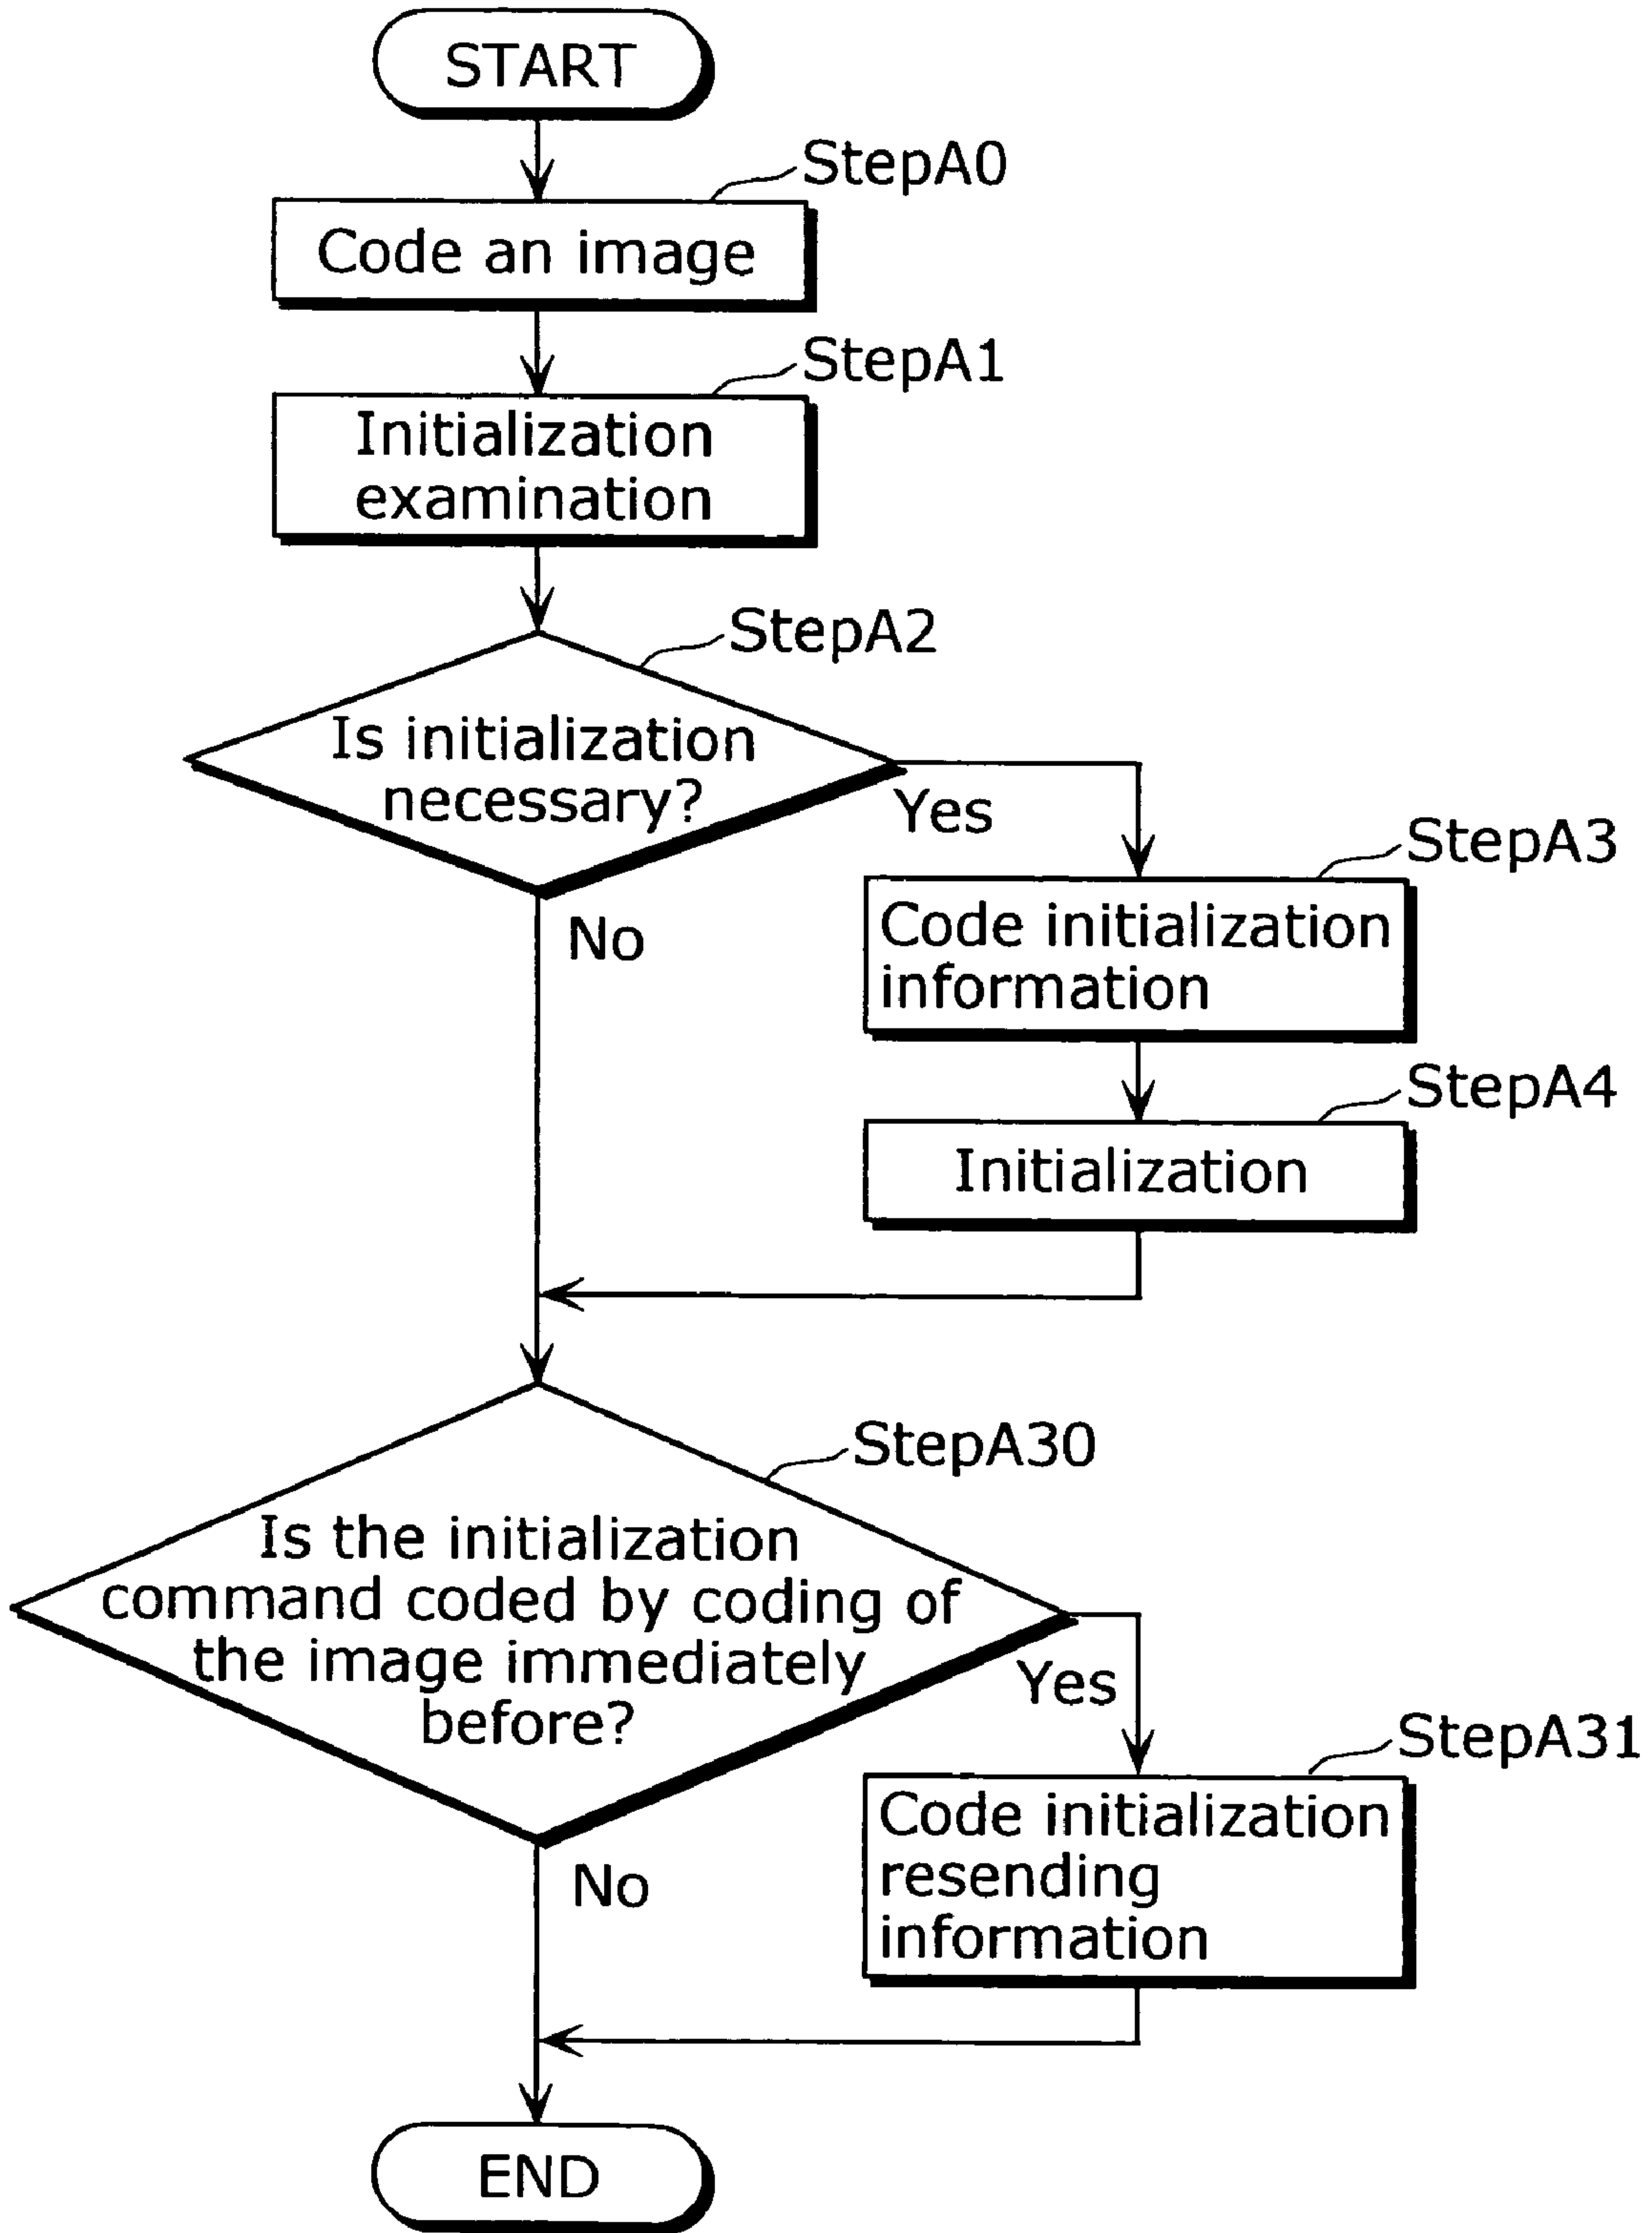 START
StepA0
Code an image
StepA1
Initialization
examination
StepA2
Is initialization
necessary?
Yes
No
StepA3
Code initialization
information
StepA4
Initialization
StepA30
Is the initialization
command coded by coding of
the image immediately
before?
Yes
No
StepA31
Code initialization
resending
information
END